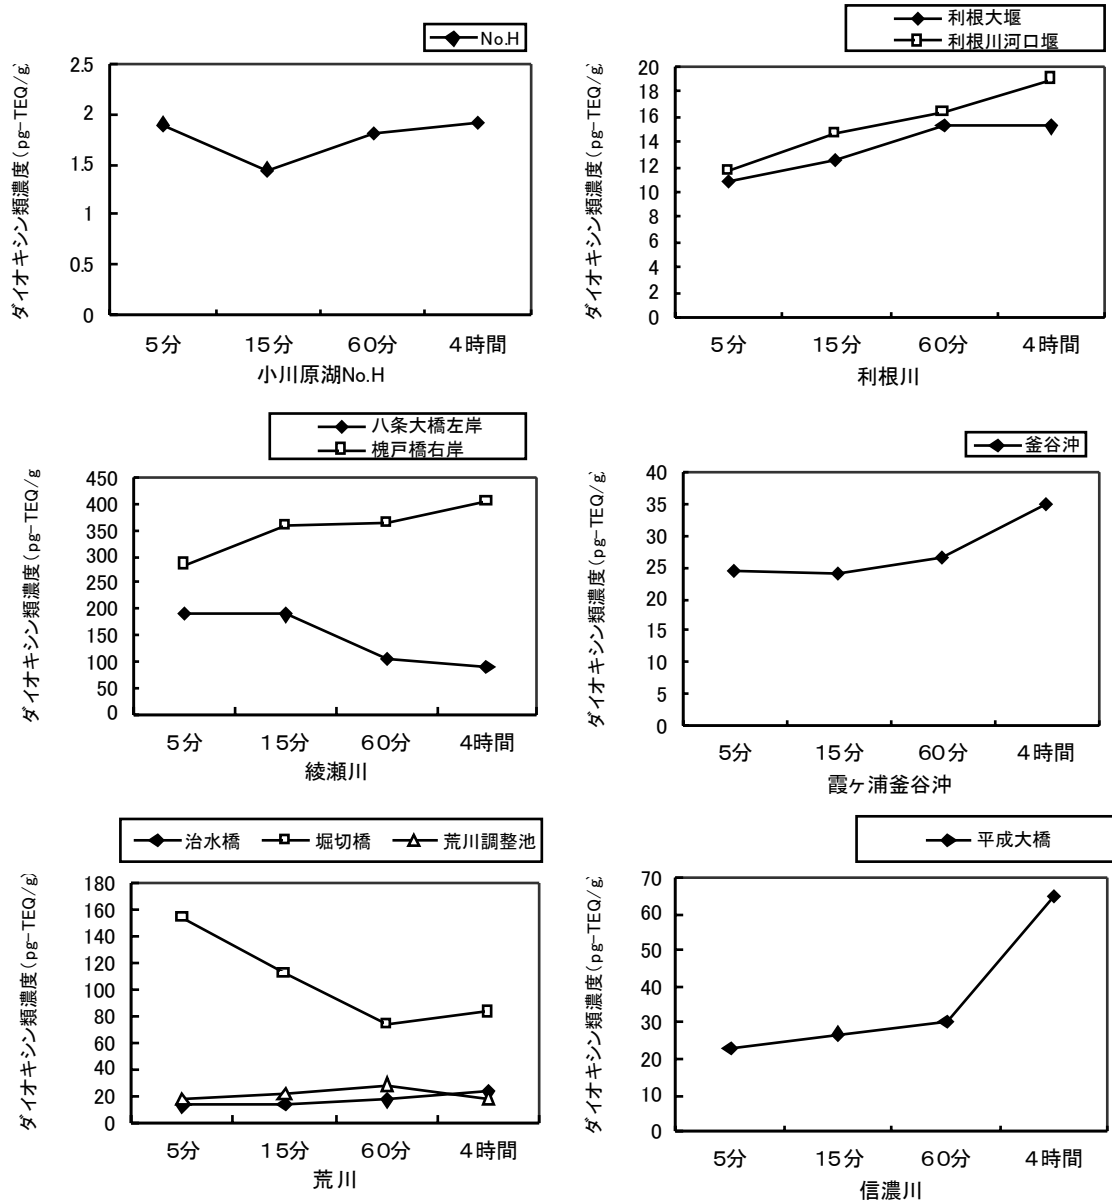 No.H
ダイオキシン類濃度(pg-TEQ/g)
2.5
2
1.5
1
0.5
0
5分 15分 60分 4時間
小川原湖No.H
利根大堰
利根川河口堰
ダイオキシン類濃度(pg-TEQ/g)
20
18
16
14
12
10
8
6
4
2
0
5分 15分 60分 4時間
利根川
八条大橋左岸
槐戸橋右岸
ダイオキシン類濃度(pg-TEQ/g
450
400
350
300
250
200
150
100
50
0
5分 15分 60分 4時間
綾瀬川
釜谷沖
ダイオキシン類濃度(pg-TEQ/g)
40
35
30
25
20
15
10
5
0
5分 15分 60分 4時間
霞ヶ浦釜谷沖
治水橋 堀切橋 荒川調整池
ダイオキシン類濃度(pg-TEQ/g)
180
160
140
120
100
80
60
40
20
0
5分 15分 60分 4時間
荒川
平成大橋
ダイオキシン類濃度(pg-TEQ/g)
70
60
50
40
30
20
10
0
5分 15分 60分 4時間
信濃川